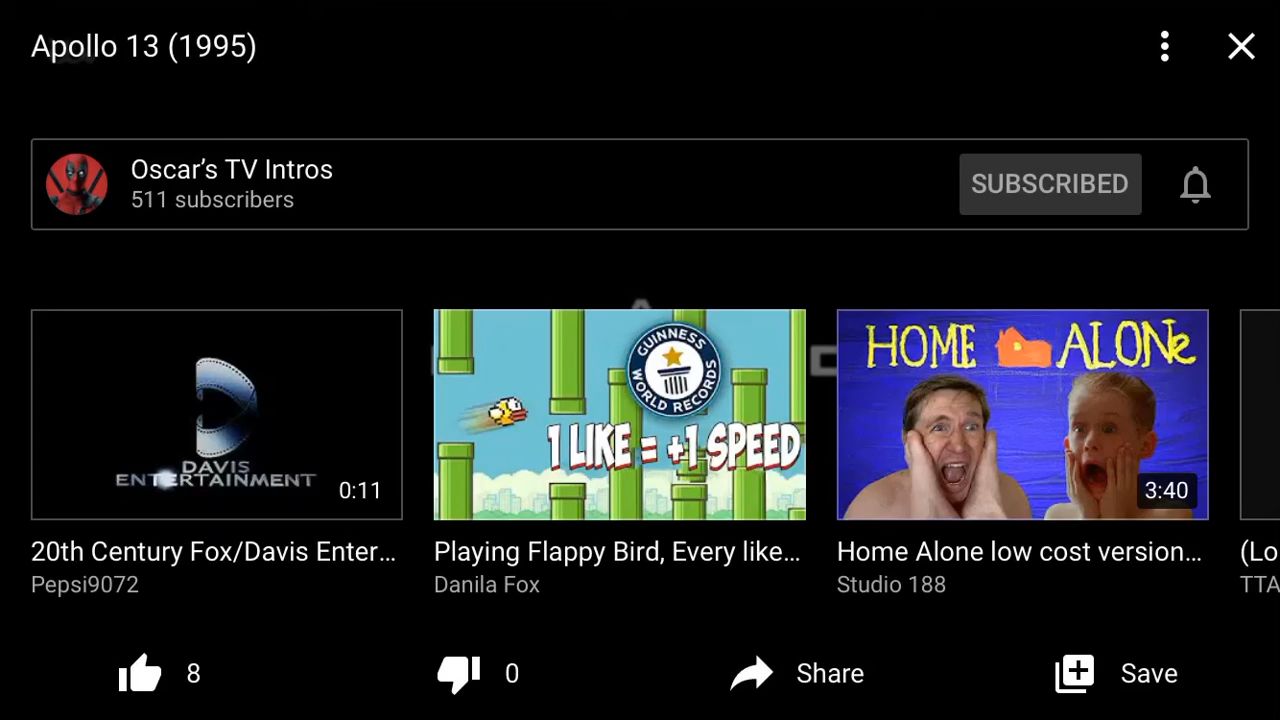 Apollo 13 (1995)
Oscar’s TV Intros
511 subscribers
SUBSCRIBED
DAVIS
ENTERTAINMENT
0:11
GUINNESS
WORLD RECORDS
1 LIKE = +1 SPEED
HOME ALONe
3:40
20th Century Fox/Davis Enter...
Playing Flappy Bird, Every like...
Home Alone low cost version...
(Lo
Pepsi9072
Danila Fox
Studio 188
TTA
8
0
Share
Save